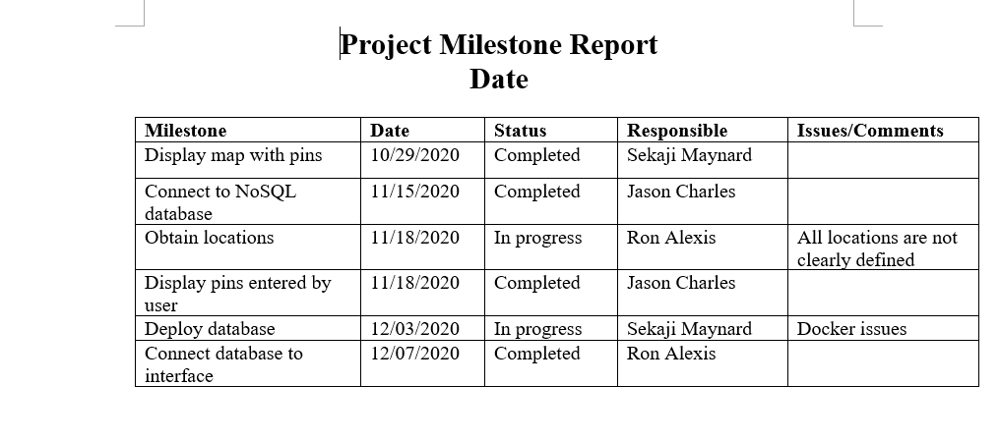 Project Milestone Report
Date
Milestone Date Status Responsible Issues/Comments
Display map with pins 10/29/2020 Completed Sekaji Maynard
Connect to NoSQL 11/15/2020 Completed Jason Charles
database
Obtain locations 11/18/2020 In progress Ron Alexis All locations are not
clearly defined
Display pins entered by 11/18/2020 Completed Jason Charles
user
Deploy database 12/03/2020 In progress Sekaji Maynard Docker issues
Connect database to 12/07/2020 Completed Ron Alexis
interface